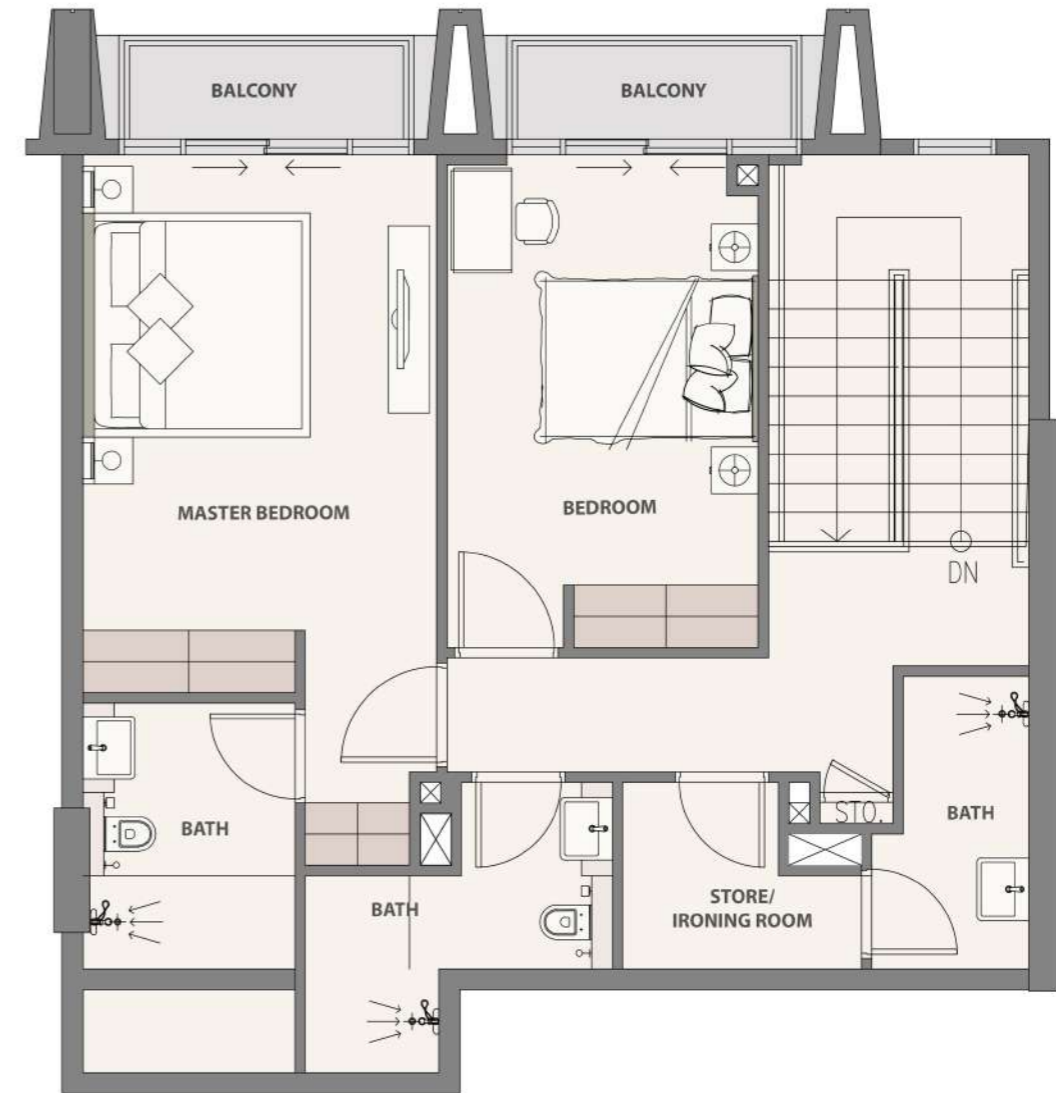 BALCONY
BALCONY
MASTER BEDROOM
BEDROOM
DN
STO.
BATH
BATH
BATH
STORE/
IRONING ROOM